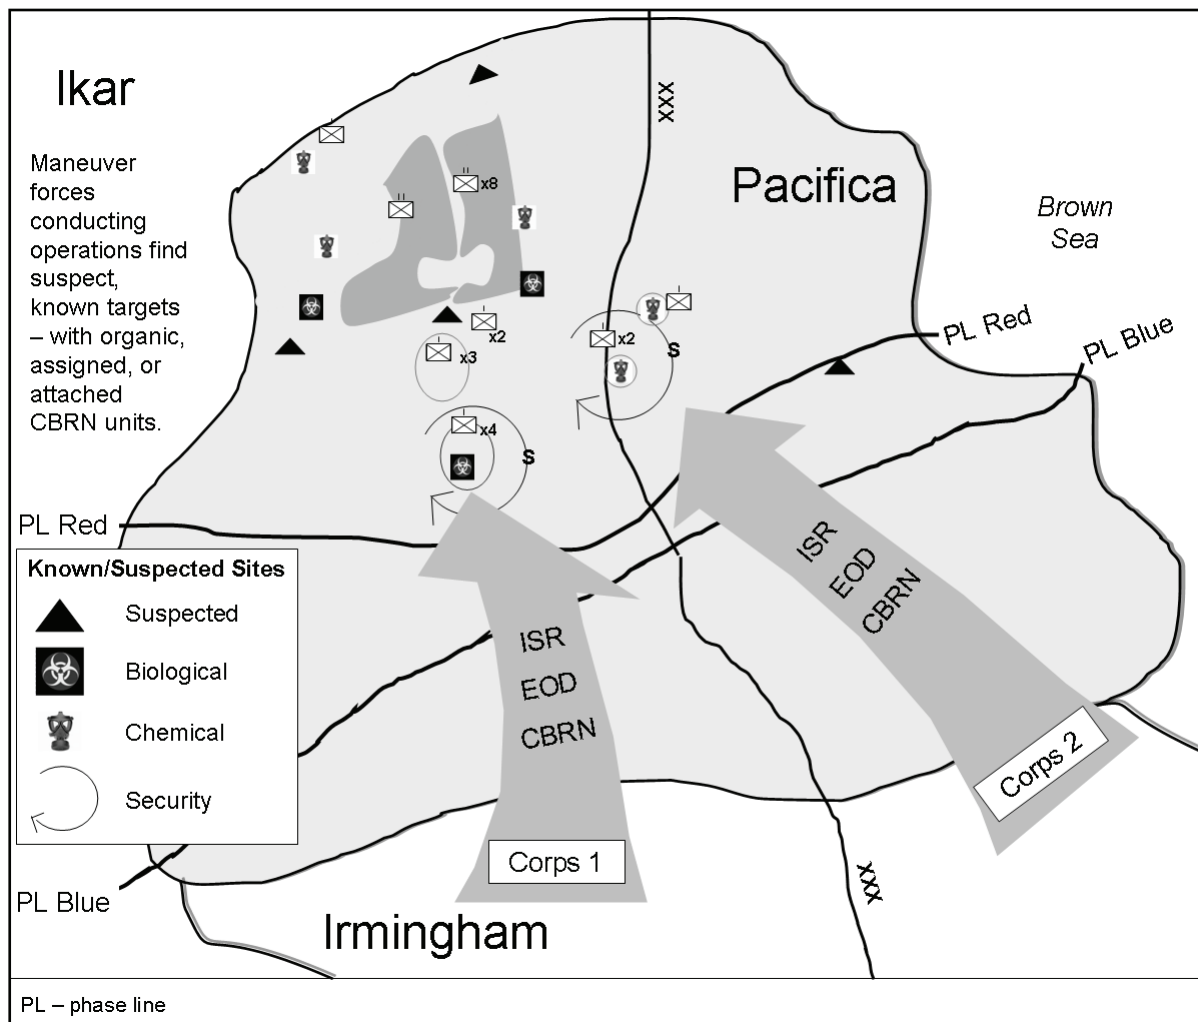 Ikar
Maneuver
forces
conducting
operations find
suspect,
known targets
– with organic,
assigned, or
attached
CBRN units.
XXX
Pacifica
Brown
Sea
x8
x2
x3
x2
S
x4
S
PL Red
PL Blue
PL Red
Known/Suspected Sites
Suspected
Biological
Chemical
Security
ISR
EOD
CBRN
ISR
EOD
CBRN
Corps 1
Corps 2
PL Blue
Irmingham
XXX
PL – phase line